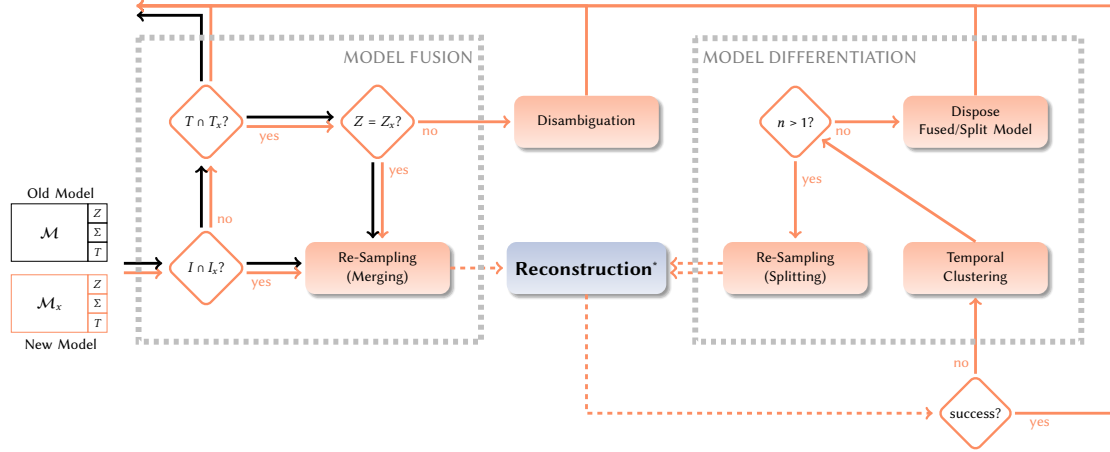 MODEL FUSION
MODEL DIFFERENTIATION
T ∩ Tₓ?
yes
Z = Zₓ?
no
Disambiguation
n > 1?
no
Dispose
Fused/Split Model
yes
yes
Old Model
ℳ
Z
Σ
T
no
I ∩ Iₓ?
yes
Re-Sampling
(Merging)
Reconstruction*
Re-Sampling
(Splitting)
Temporal
Clustering
ℳₓ
Z
Σ
T
New Model
no
success?
yes